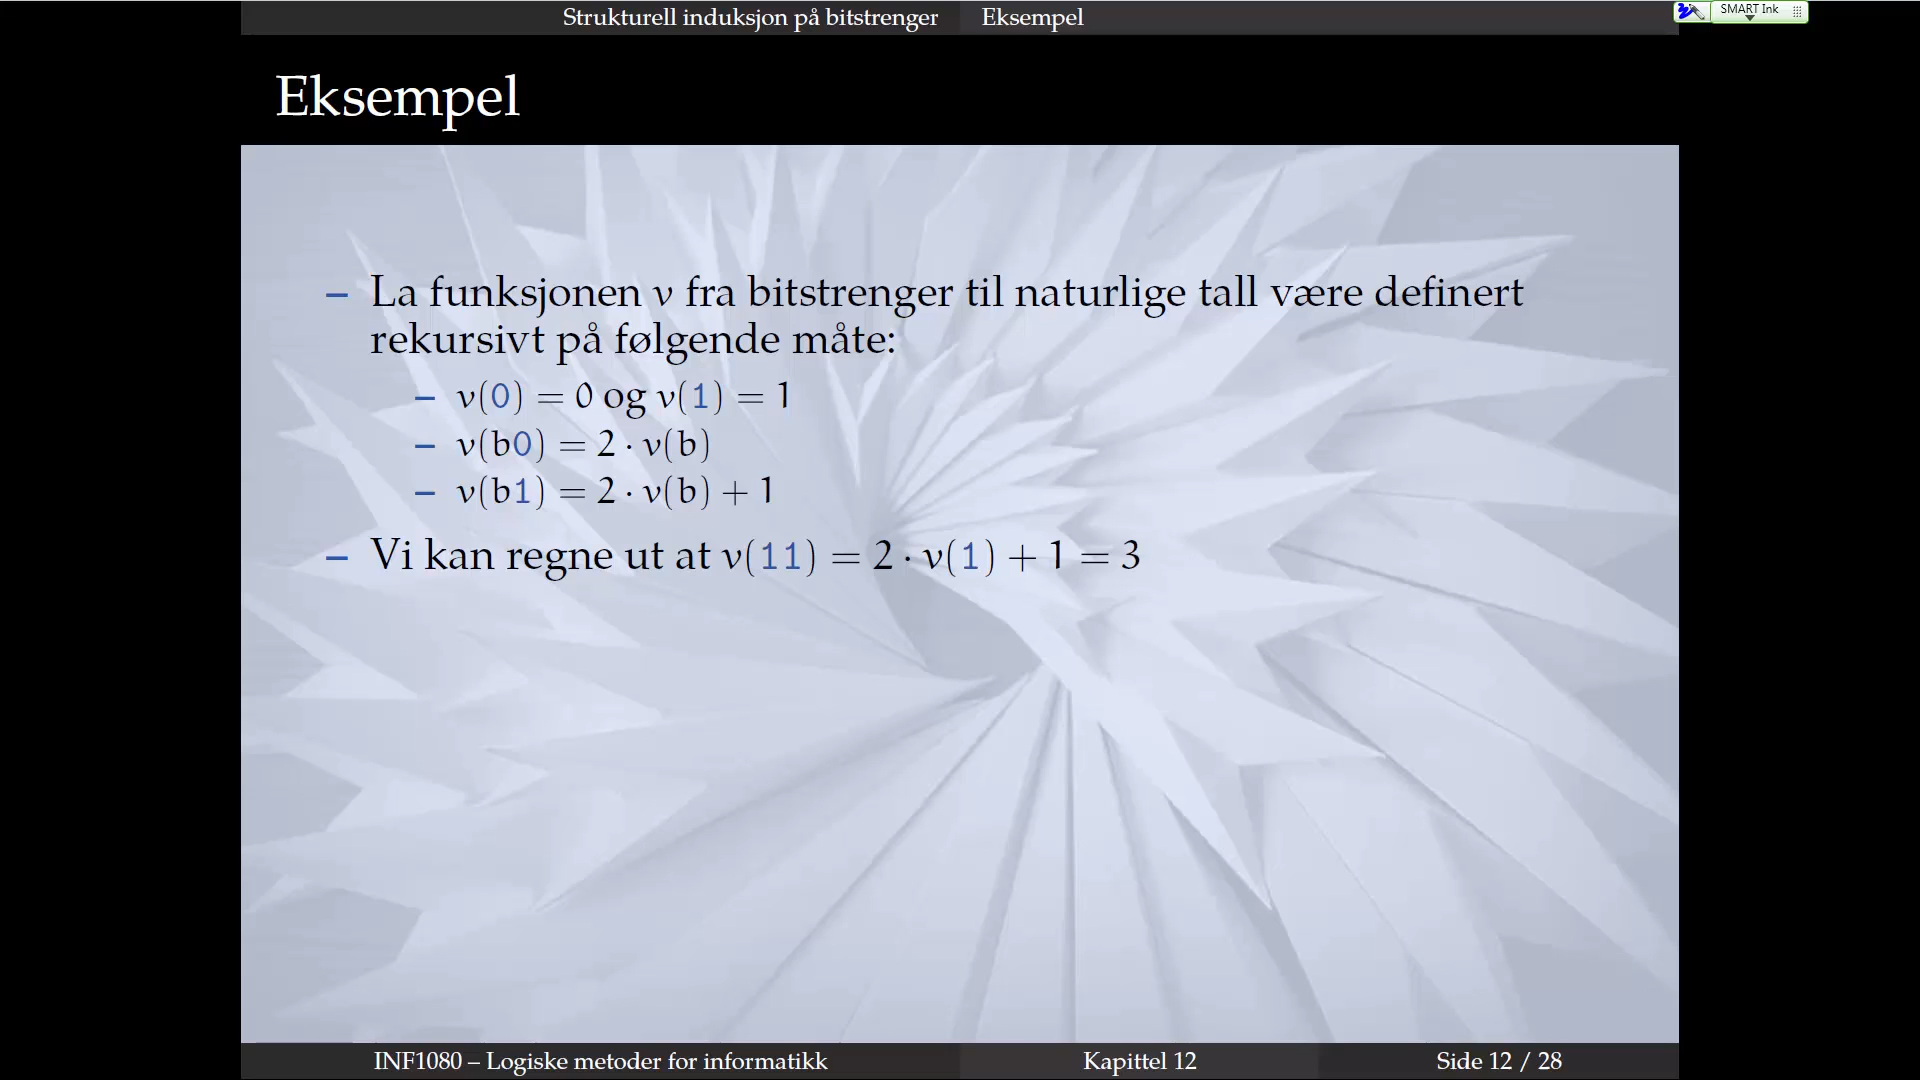 Strukturell induksjon på bitstrenger Eksempel
SMART Ink
Eksempel
– La funksjonen v fra bitstrenger til naturlige tall være definert
rekursivt på følgende måte:
– v(0) = 0 og v(1) = 1
– v(b0) = 2 · v(b)
– v(b1) = 2 · v(b) + 1
– Vi kan regne ut at v(11) = 2 · v(1) + 1 = 3
INF1080 – Logiske metoder for informatikk Kapittel 12 Side 12 / 28